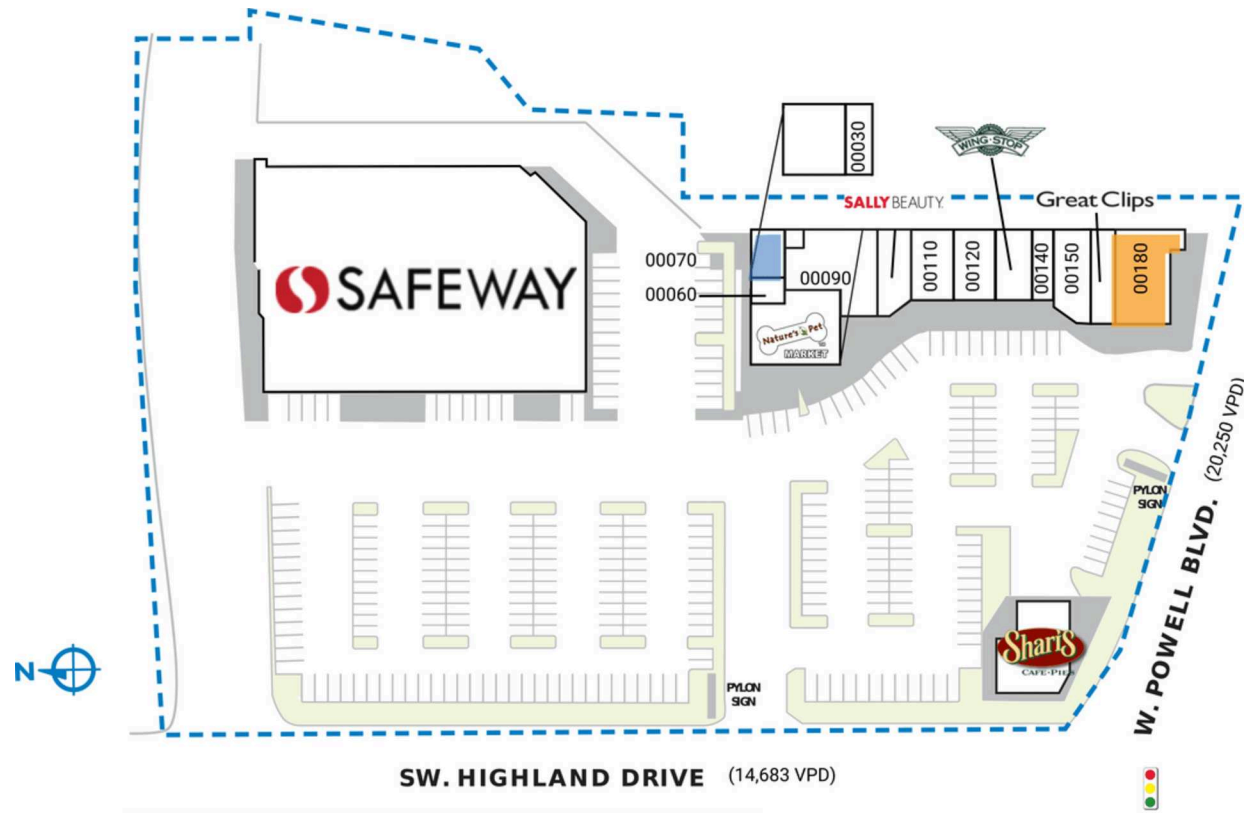 00030
WING·STOP
SALLY BEAUTY
Great Clips
00070
00060
00090
00110
00120
00140
00150
00180
SAFEWAY
Nature's Pet
MARKET
(20,250 VPD)
W. POWELL BLVD.
PYLON
SIGN
Shari's
CAFE·PIES
N
PYLON
SIGN
SW. HIGHLAND DRIVE (14,683 VPD)